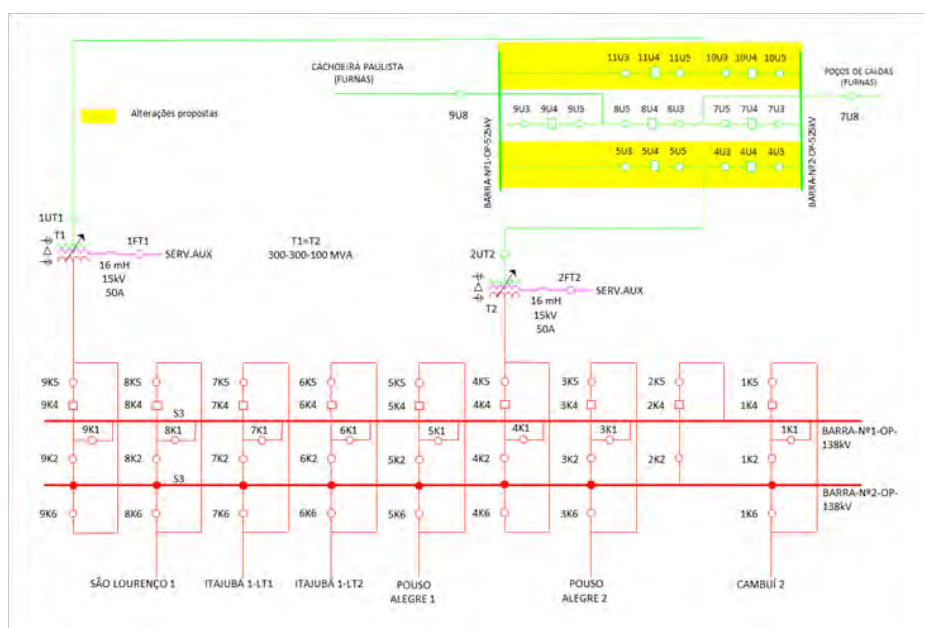 11U3 11U4 11U5 10U3 10U4 10U5
CACHOEIRA PAULISTA
(FURNAS)
POÇOS DE CALDAS
(FURNAS)
Alterações propostas
9U8
9U3 9U4 9U5 8U5 8U4 8U3 7U5 7U4 7U3
7U8
5U3 5U4 5U5 4U3 4U4 4U5
BARRA-Nº1-OP-525kV
BARRA-Nº2-OP-525kV
1UT1
T1
1FT1
SERV.AUX
16 mH
15kV
50A
T1=T2
300-300-100 MVA
2UT2
2FT2
SERV.AUX
T2
16 mH
15kV
50A
9K5 8K5 7K5 6K5 5K5 4K5 3K5 2K5 1K5
9K4 8K4 7K4 6K4 5K4 4K4 3K4 2K4 1K4
S3
9K1 8K1 7K1 6K1 5K1 4K1 3K1 1K1
BARRA-Nº1-OP-
138kV
9K2 8K2 7K2 6K2 5K2 4K2 3K2 2K2 1K2
S3
BARRA-Nº2-OP-
138kV
9K6 8K6 7K6 6K6 5K6 4K6 3K6 1K6
SÃO LOURENÇO 1
ITAJUBÁ 1-LT1
ITAJUBÁ 1-LT2
POUSO
ALEGRE 1
POUSO
ALEGRE 2
CAMBUÍ 2